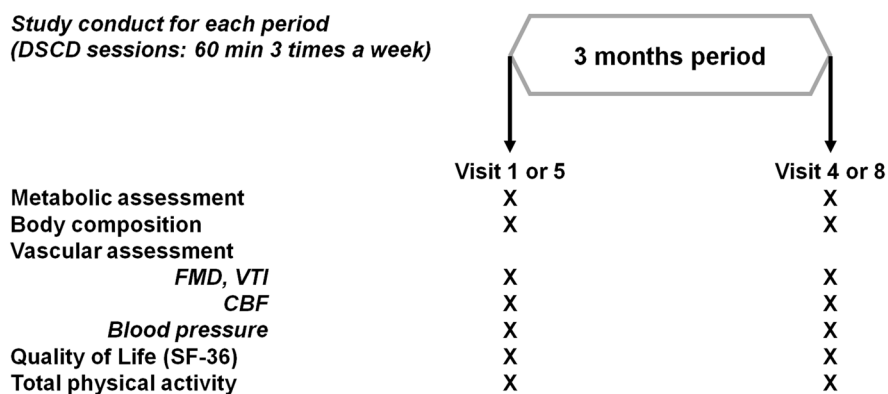 Study conduct for each period
(DSCD sessions: 60 min 3 times a week)
3 months period
Visit 1 or 5 Visit 4 or 8
Metabolic assessment X X
Body composition X X
Vascular assessment
FMD, VTI X X
CBF X X
Blood pressure X X
Quality of Life (SF-36) X X
Total physical activity X X